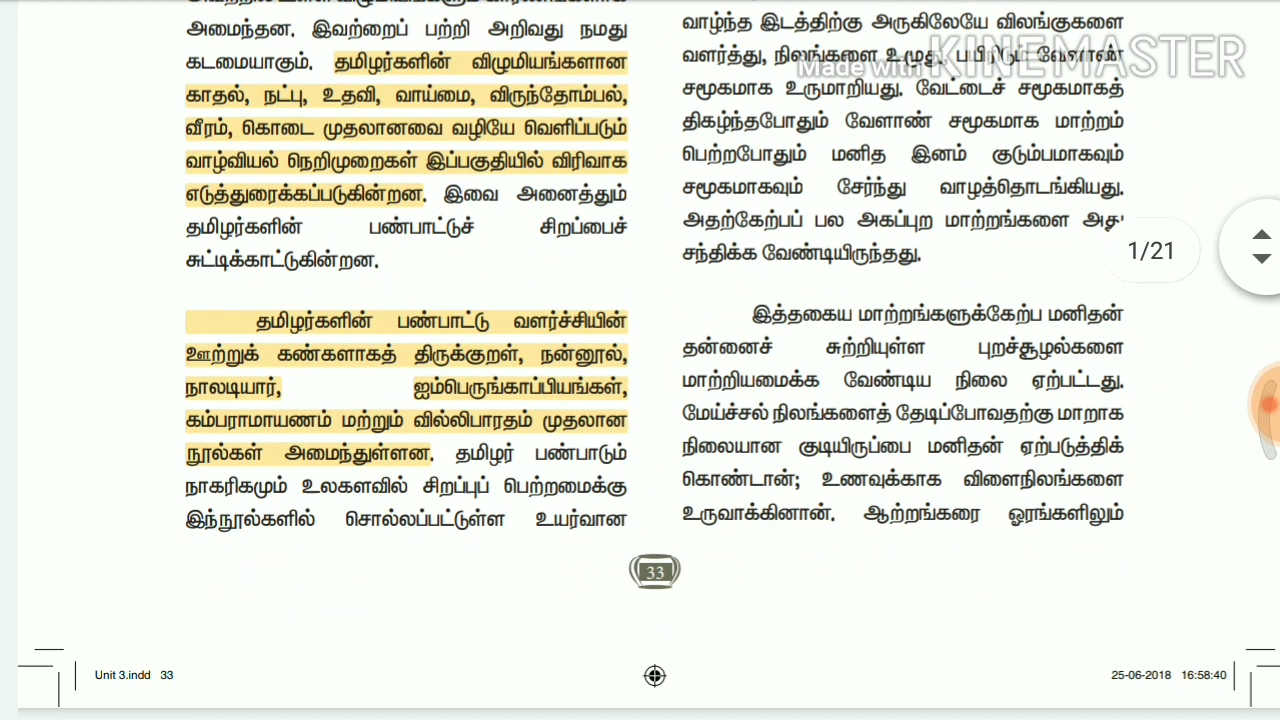 அமைந்தன. இவற்றைப் பற்றி அறிவது நமது
கடமையாகும். தமிழர்களின் விழுமியங்களான
காதல், நட்பு, உதவி, வாய்மை, விருந்தோம்பல்,
வீரம், கொடை முதலானவை வழியே வெளிப்படும்
வாழ்வியல் நெறிமுறைகள் இப்பகுதியில் விரிவாக
எடுத்துரைக்கப்படுகின்றன. இவை அனைத்தும்
தமிழர்களின் பண்பாட்டுச் சிறப்பைச்
சுட்டிக்காட்டுகின்றன.
தமிழர்களின் பண்பாட்டு வளர்ச்சியின்
ஊற்றுக் கண்களாகத் திருக்குறள், நன்னூல்,
நாலடியார், ஐம்பெருங்காப்பியங்கள்,
கம்பராமாயணம் மற்றும் வில்லிபாரதம் முதலான
நூல்கள் அமைந்துள்ளன. தமிழர் பண்பாடும்
நாகரிகமும் உலகளவில் சிறப்புப் பெற்றமைக்கு
இந்நூல்களில் சொல்லப்பட்டுள்ள உயர்வான
வாழ்ந்த இடத்திற்கு அருகிலேயே விலங்குகளை
வளர்த்து, நிலங்களை உழுது, பயிரிடும் வேளாண்
சமூகமாக உருமாறியது. வேட்டைச் சமூகமாகத்
திகழ்ந்தபோதும் வேளாண் சமூகமாக மாற்றம்
பெற்றபோதும் மனித இனம் குடும்பமாகவும்
சமூகமாகவும் சேர்ந்து வாழத்தொடங்கியது.
அதற்கேற்பப் பல அகப்புற மாற்றங்களை அது
சந்திக்க வேண்டியிருந்தது.
இத்தகைய மாற்றங்களுக்கேற்ப மனிதன்
தன்னைச் சுற்றியுள்ள புறச்சூழல்களை
மாற்றியமைக்க வேண்டிய நிலை ஏற்பட்டது.
மேய்ச்சல் நிலங்களைத் தேடிப்போவதற்கு மாறாக
நிலையான குடியிருப்பை மனிதன் ஏற்படுத்திக்
கொண்டான்; உணவுக்காக விளைநிலங்களை
உருவாக்கினான். ஆற்றங்கரை ஓரங்களிலும்
Made with KINEMASTER
1/21
33
Unit 3.indd 33
25-06-2018 16:58:40